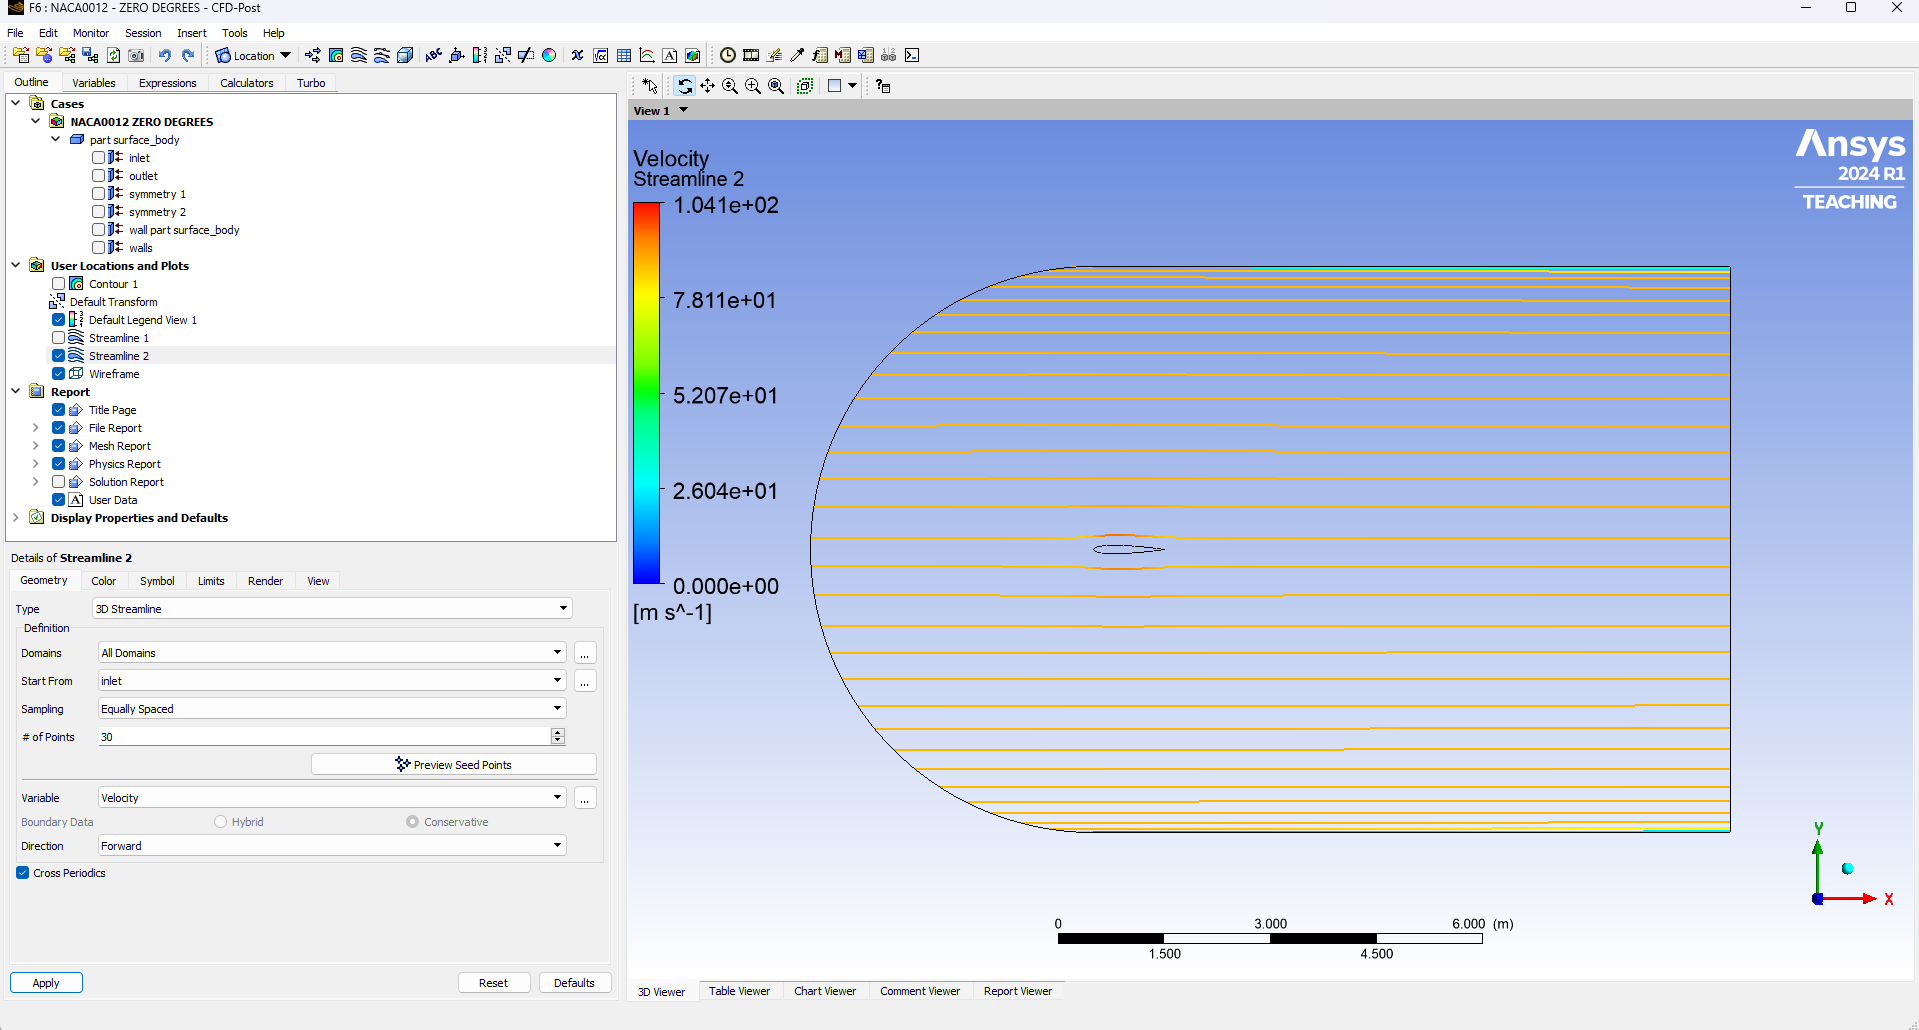 F6 : NACA0012 - ZERO DEGREES - CFD-Post
File Edit Monitor Session Insert Tools Help
Location
Outline Variables Expressions Calculators Turbo
Cases
NACA0012 ZERO DEGREES
part surface_body
inlet
outlet
symmetry 1
symmetry 2
wall part surface_body
walls
User Locations and Plots
Contour 1
Default Transform
Default Legend View 1
Streamline 1
Streamline 2
Wireframe
Report
Title Page
File Report
Mesh Report
Physics Report
Solution Report
User Data
Display Properties and Defaults
Details of Streamline 2
Geometry Color Symbol Limits Render View
Type 3D Streamline
Definition
Domains All Domains ...
Start From inlet ...
Sampling Equally Spaced
# of Points 30
Preview Seed Points
Variable Velocity ...
Boundary Data Hybrid Conservative
Direction Forward
Cross Periodics
Apply Reset Defaults
View 1
Velocity
Streamline 2
1.041e+02
7.811e+01
5.207e+01
2.604e+01
0.000e+00
[m s^-1]
Ansys
2024 R1
TEACHING
Y
X
0 3.000 6.000 (m)
1.500 4.500
3D Viewer Table Viewer Chart Viewer Comment Viewer Report Viewer